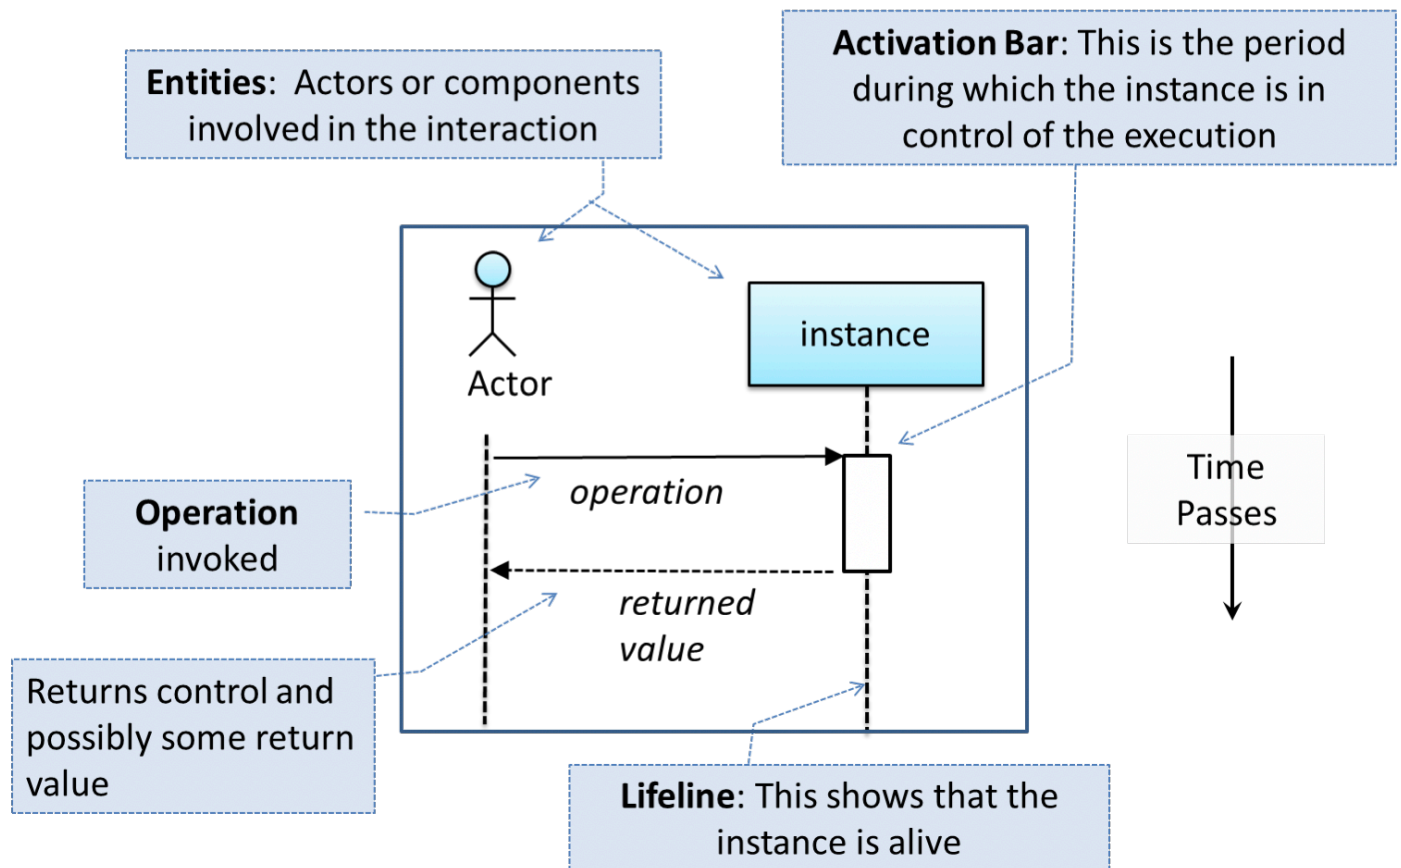 Entities:  Actors or components
involved in the interaction
Activation Bar: This is the period
during which the instance is in
control of the execution
Actor
instance
operation
returned
value
Time
Passes
Operation
invoked
Returns control and
possibly some return
value
Lifeline: This shows that the
instance is alive